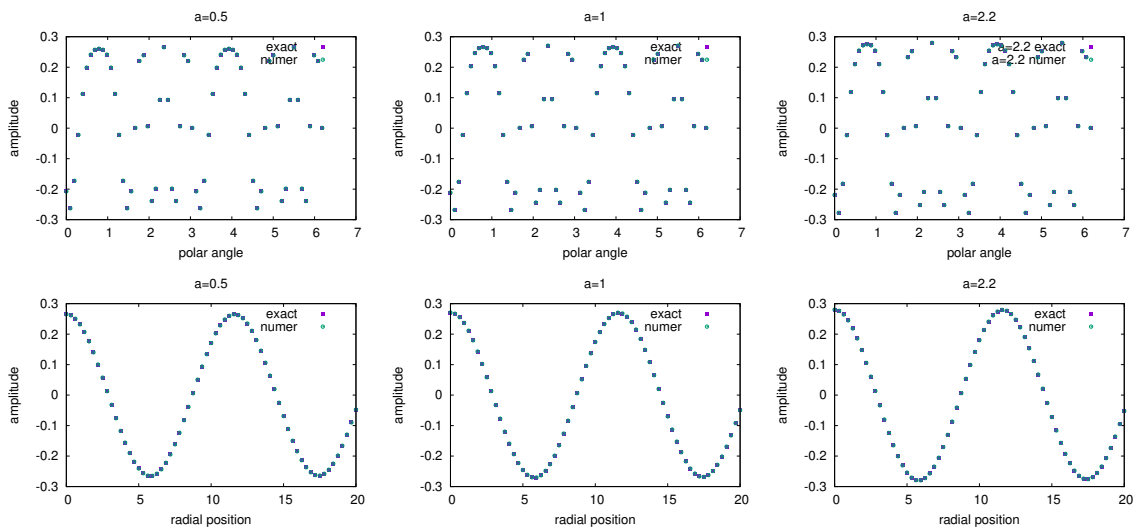 a=0.5
0.3
0.2
0.1
0
-0.1
-0.2
-0.3
amplitude
exact
numer
0 1 2 3 4 5 6 7
polar angle
a=1
0.3
0.2
0.1
0
-0.1
-0.2
-0.3
amplitude
exact
numer
0 1 2 3 4 5 6 7
polar angle
a=2.2
0.3
0.2
0.1
0
-0.1
-0.2
-0.3
amplitude
a=2.2 exact
a=2.2 numer
0 1 2 3 4 5 6 7
polar angle
a=0.5
0.3
0.2
0.1
0
-0.1
-0.2
-0.3
amplitude
exact
numer
0 5 10 15 20
radial position
a=1
0.3
0.2
0.1
0
-0.1
-0.2
-0.3
amplitude
exact
numer
0 5 10 15 20
radial position
a=2.2
0.3
0.2
0.1
0
-0.1
-0.2
-0.3
amplitude
exact
numer
0 5 10 15 20
radial position